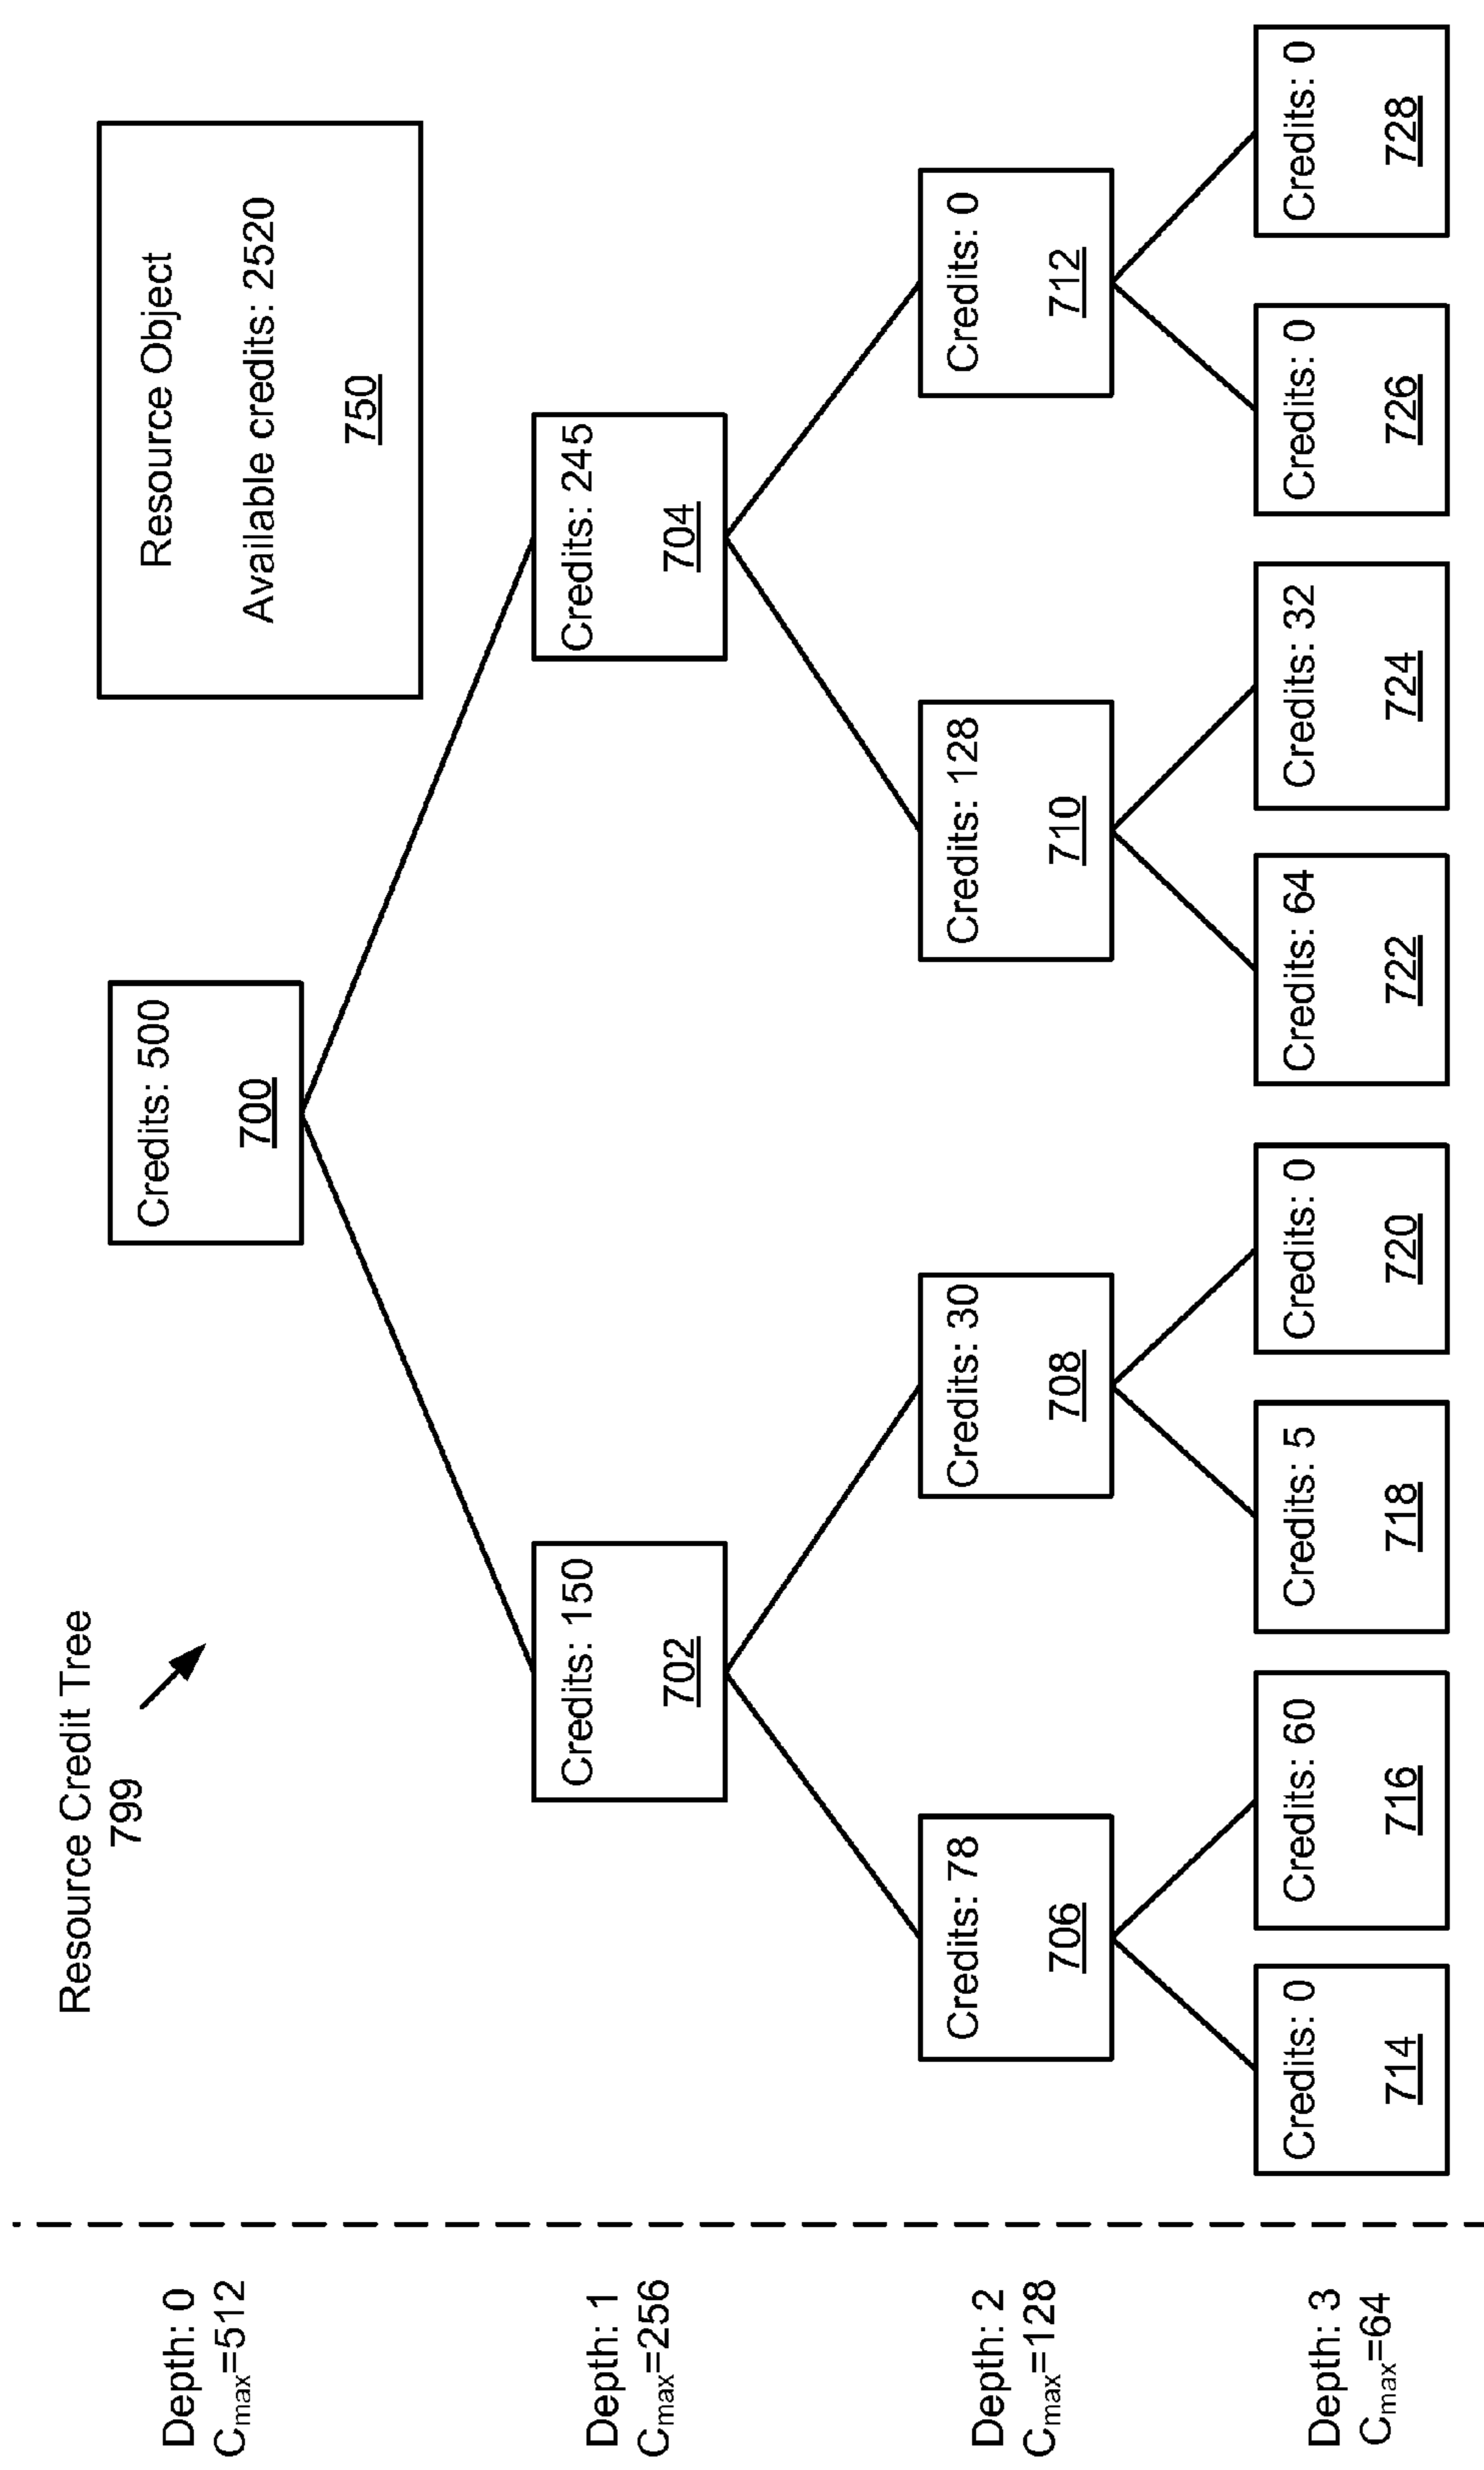 Resource Credit Tree
799
Resource Object
Available credits: 2520
750
Depth: 0
Cmax=512
Credits: 500
700
Depth: 1
Cmax=256
Credits: 150
702
Credits: 245
704
Depth: 2
Cmax=128
Credits: 78
706
Credits: 30
708
Credits: 128
710
Credits: 0
712
Depth: 3
Cmax=64
Credits: 0
714
Credits: 60
716
Credits: 5
718
Credits: 0
720
Credits: 64
722
Credits: 32
724
Credits: 0
726
Credits: 0
728